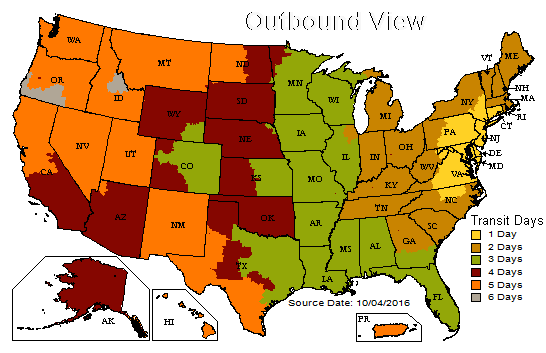 Outbound View
WA
MT
ND
MN
VT
ME
OR
ID
WY
SD
WI
MI
NY
NH
MA
RI
CT
NV
UT
CO
NE
IA
IL
IN
OH
PA
NJ
DE
MD
CA
AZ
NM
KS
MO
KY
WV
VA
OK
AR
TN
NC
TX
LA
MS
AL
GA
SC
FL
AK
HI
PR
Transit Days
1 Day
2 Days
3 Days
4 Days
5 Days
6 Days
Source Date: 10/04/2016